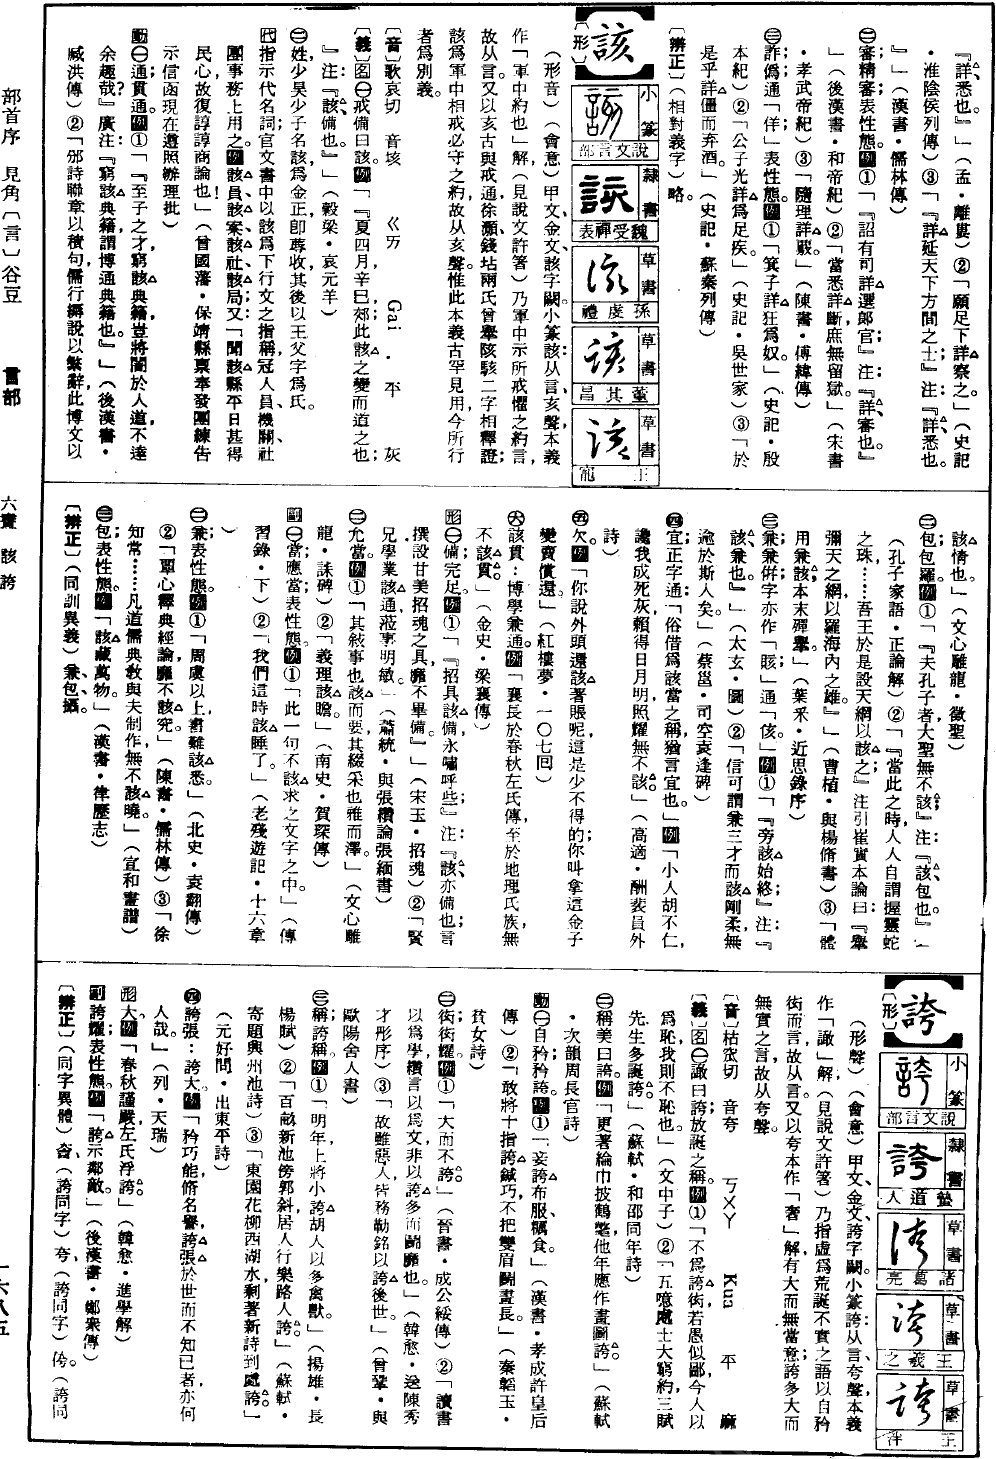 『詳悉也。』」（孟・離婁）②「願足下詳察之。」（史記
・淮陰侯列傳）③「『詳延天下方聞之士』注：『詳悉也。
』」（漢書・儒林傳）
㊁審精審表性態。例①「『詔有司詳選郎官』注：『詳、審也。』
」（後漢書・和帝紀）②「當悉詳斷庶無留獄。」（宋書
・孝武帝紀）③「隨理詳覈。」（陳書・傅縡傳）
㊂詐僞通「佯」表性態。例①「箕子詳狂爲奴。」（史記・殷
本紀）②「公子光詳爲足疾。」（史記・吳世家）③「於
是乎詳僵而弃酒。」（史記・蘇秦列傳）
〔辨正〕（相對義字）略。
該
小篆 說文言部
隸書 魏受禪表
草書 孫虔禮
草書 董其昌
草書 王寵
〔形〕
（形音）（會意）甲文、金文、該字闕。小篆該从言、亥聲，本義
作「軍中約也」解（見說文許箸）乃軍中示所戒懼之約言，
故从言。又以亥古與戒通，徐灝錢坫兩氏曾舉陔駭二字相釋證；
該爲軍中相戒必守之約，故从亥聲。惟此本義古罕見用，今所行
者爲別義。
〔音〕歌哀切 音垓 ㄍㄞ Gai．平 灰
〔義〕名㊀戒備曰該。例「『夏四月辛巳，郊，此該之變而道之也；
』注：『該、備也。』」（穀梁・哀元羊）
㊁姓少昊少子名該，爲金正卽蓐收，其後以王父字爲氏。
代指示代名詞官文書中以該爲下行文之指稱，冠人員、機關、社
團、事務上用之。例該員、該案、該社、該局；又「聞該縣平日甚得
民心，故復諄諄商論也！」（曾國藩・保靖縣稟奉發團練告
示信函現在遵照辦理批）
動㊀通貫通。例①「『至子之才，窮該典籍，豈將闇於人道，不達
余趣哉？』廣注：『窮該典籍，謂博通典籍也。』」（後漢書・
臧洪傳）②「邠詩聯章以積句，儒行縟說以繁辭，此博文以
該情也。」（文心雕龍・徵聖）
㊁包包羅。例①「『夫孔子者大聖無不該』注：『該、包也。』」
（孔子家語・正論解）②「『當此之時，人人自謂握靈蛇
之珠……吾王於是設天網以該之』注引崔寔本論曰：『舉
彌天之網，以羅海內之雄。』」（曹植・與楊脩書）③「體
用兼該，本末殫舉。」（葉釆・近思錄序）
㊂兼兼倂字亦作「賅」通「侅。」例①「『旁該始終』注：『
該、兼也。』」（太玄・圖）②「信可謂兼三才而該剛柔，無
逾於斯人矣。」（蔡邕・司空袁逢碑）
㊃宜正字通：「俗借爲該當之稱，猶言宜也。」例「小人胡不仁，
讒我成死灰，賴得日月明，照耀無不該。」（高適・酬裴員外
詩）
㊄欠。例「你說外頭還該著賬呢，這是少不得的，你叫拿這金子
變賣償還。」（紅樓夢・一〇七回）
㊅該貫：博學兼通。例「襄長於春秋左氏傳，至於地理氏族，無
不該貫。」（金史・梁襄傳）
形㊀備完足。例①「『招具該備，永嘯呼些。』注：『該、亦備也；言
撰設甘美招魂之具，靡不畢備。』」（宋玉・招魂）②「賢
兄學業該通，涖事明敏。」（蕭統・與張纘論張緬書）
㊁允當。例①「其敍事也該而要，其綴采也雅而澤。」（文心雕
龍・誄碑）②「義理該瞻。」（南史・賀琛傳）
副㊀當應當表性態。例①「此一句不該求之文字之中。」（傳
習錄・下）②「我們這時該睡了。」（老殘遊記・十六章
）
㊁兼表性態。例①「周虞以上，書雖該悉。」（北史・袁翻傳）
②「單心釋典，經論靡不該究。」（陳書・儒林傳）③「徐
知常……凡道儒典敎與夫制作，無不該曉。」（宣和畫譜）
㊂包表性態。例「該藏萬物。」（漢書・律歷志）
〔辨正〕（同訓異義）兼。包。攝。
誇
小篆 說文言部
隸書 蟄道人
草書 諸葛亮
草書 王羲之
草書 王泮
〔形〕
（形聲）（會意）甲文、金文、誇字闕。小篆誇从言、夸聲，本義
作「譀」解，（見說文許箸）乃指虛爲荒誕不實之語以自矜
衒而言，故从言。又以夸本作「奢」解，有大而無當意；誇多大而
無實之言，故从夸聲。
〔音〕枯窊切 音夸 ㄎㄨㄚ Kua 平 麻
〔義〕名㊀譀曰誇放誕之稱。例①「不爲誇衒，若愚似鄙，今人以
爲恥，我則不恥也。」（文中子）②「五噫處士大窮約，三賦
先生多誕誇。」（蘇軾・和邵同年詩）
㊁稱美曰誇。例「更著綸巾披鶴氅，他年應作畫圖誇。」（蘇軾
・次韻周長官詩）
動㊀自矜矜誇。例①「妾誇布服糲食。」（漢書・孝成許皇后
傳）②「敢將十指誇鍼巧，不把雙眉鬪畫長。」（秦韜玉・
貧女詩）
㊁衒衒耀。例①「大而不誇。」（晉書・成公綏傳）②「讀書
以爲學，纘言以爲文，非以誇多而鬪靡也。」（韓愈・送陳秀
才彤序）③「故雖惡人，皆務勒銘以誇後世。」（曾鞏・與
歐陽舍人書）
㊂稱誇稱。例①「明年上將小誇胡人以多禽獸。」（揚雄・長
楊賦）②「百畝新池傍郭斜，居人行樂路人誇。」（蘇軾・
寄題興州池詩）③「東園花柳西湖水，剩著新詩到處誇。」
（元好問・出東平詩）
㊃誇張：誇大。例「矜巧能，脩名譽，誇張於世而不知已者，亦何
人哉。」（列・天瑞）
形大。例「春秋謹嚴，左氏浮誇。」（韓愈・進學解）
副誇耀表性態。例「誇示鄰敵。」（後漢書・鄭衆傳）
〔辨正〕（同字異體）夻。（誇同字）夸。（誇同字）侉。（誇同
部首序 見角〔言〕谷豆
言部
六畫 該誇
一六八五